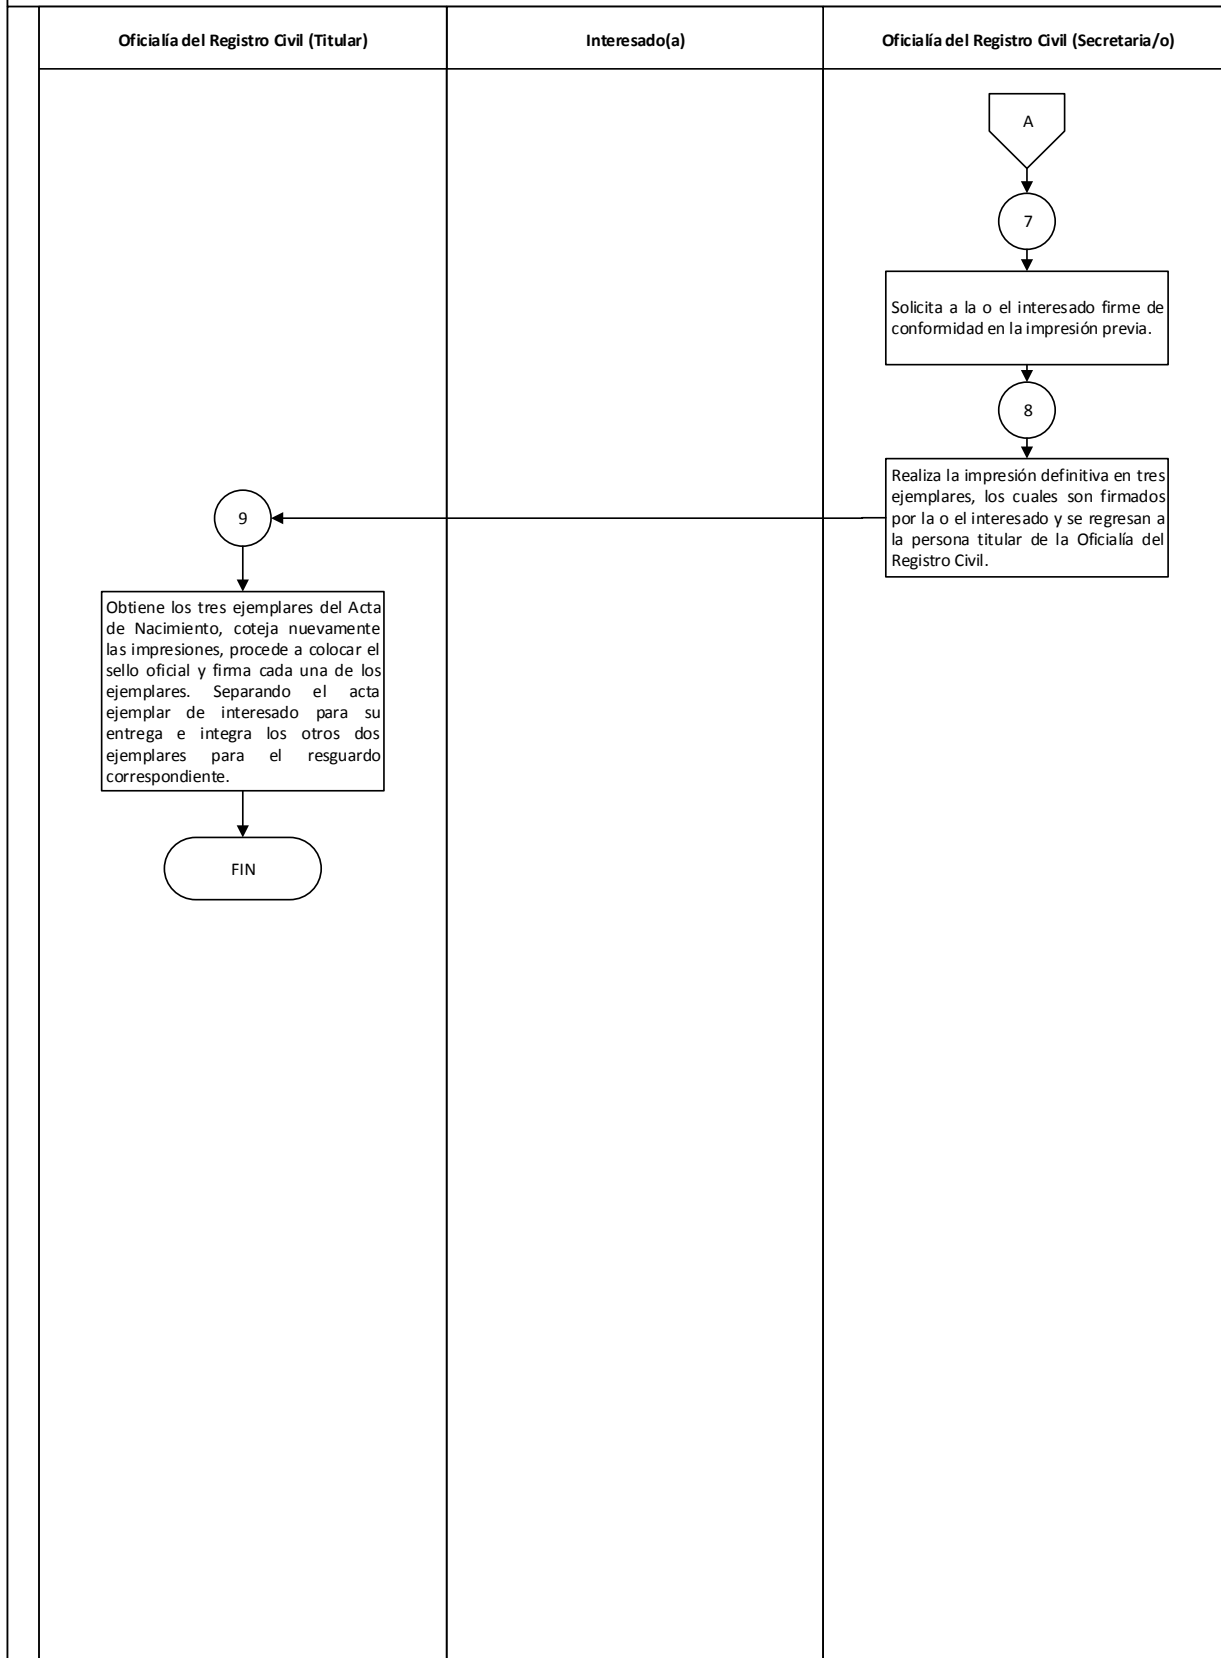 Oficialía del Registro Civil (Titular)
Interesado(a)
Oficialía del Registro Civil (Secretaria/o)
A
7
Solicita a la o el interesado firme de
conformidad en la impresión previa.
8
Realiza la impresión definitiva en tres
ejemplares, los cuales son firmados
por la o el interesado y se regresan a
la persona titular de la Oficialía del
Registro Civil.
9
Obtiene los tres ejemplares del Acta
de Nacimiento, coteja nuevamente
las impresiones, procede a colocar el
sello oficial y firma cada una de los
ejemplares. Separando el acta
ejemplar de interesado para su
entrega e integra los otros dos
ejemplares para el resguardo
correspondiente.
FIN